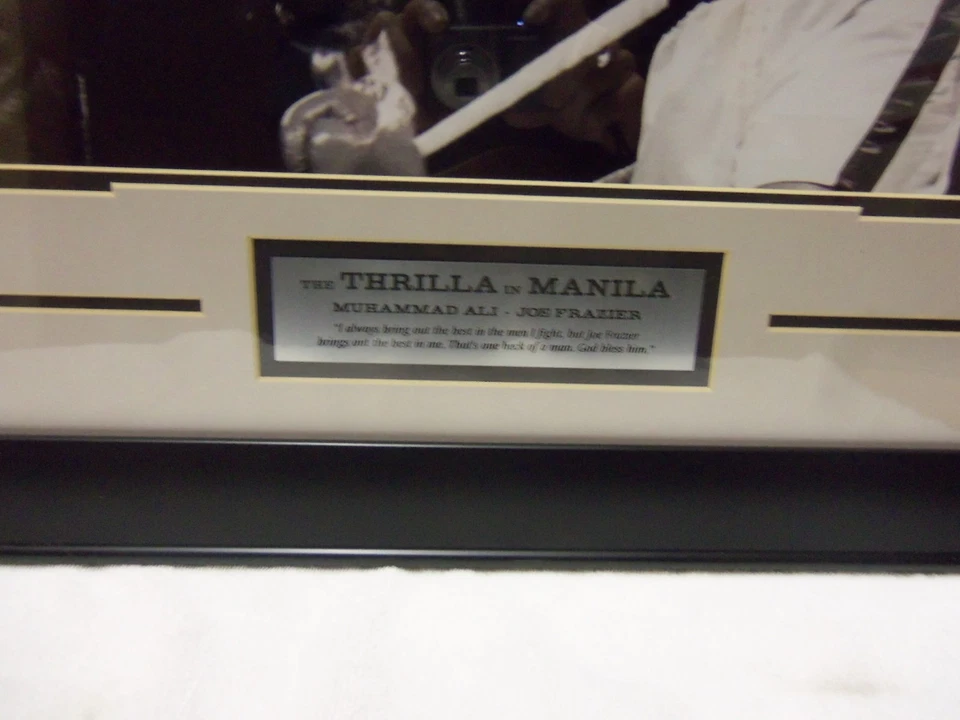 THE THRILLA IN MANILA
MUHAMMAD ALI - JOE FRAZIER
"I always bring out the best in the men I fight, but Joe Frazier
brings out the best in me. That's one heck of a man. God bless him."